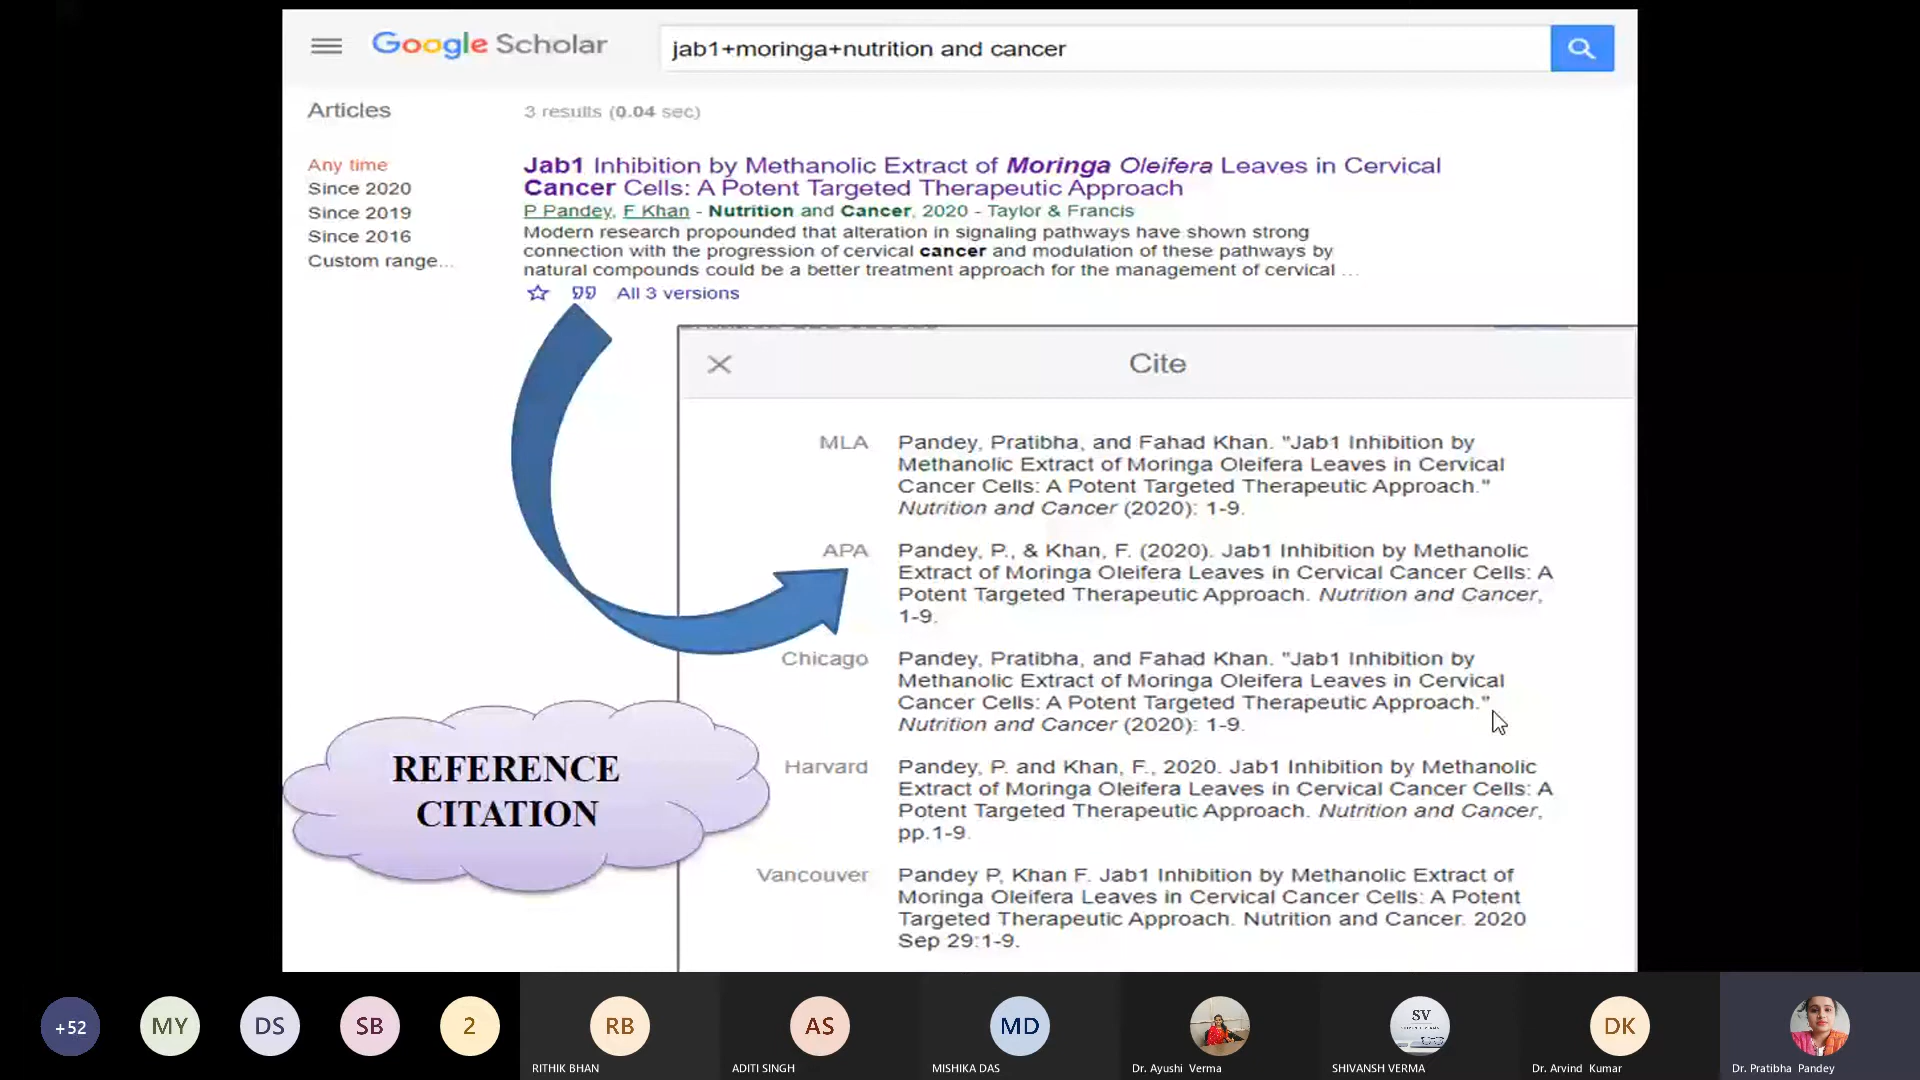 Google Scholar
jab1+moringa+nutrition and cancer
Articles
3 results (0.04 sec)
Any time
Since 2020
Since 2019
Since 2016
Custom range...
Jab1 Inhibition by Methanolic Extract of Moringa Oleifera Leaves in Cervical
Cancer Cells: A Potent Targeted Therapeutic Approach
P Pandey, F Khan - Nutrition and Cancer, 2020 - Taylor & Francis
Modern research propounded that alteration in signaling pathways have shown strong
connection with the progression of cervical cancer and modulation of these pathways by
natural compounds could be a better treatment approach for the management of cervical ...
All 3 versions
Cite
MLA
Pandey, Pratibha, and Fahad Khan. "Jab1 Inhibition by
Methanolic Extract of Moringa Oleifera Leaves in Cervical
Cancer Cells: A Potent Targeted Therapeutic Approach."
Nutrition and Cancer (2020): 1-9.
APA
Pandey, P., & Khan, F. (2020). Jab1 Inhibition by Methanolic
Extract of Moringa Oleifera Leaves in Cervical Cancer Cells: A
Potent Targeted Therapeutic Approach. Nutrition and Cancer,
1-9.
Chicago
Pandey, Pratibha, and Fahad Khan. "Jab1 Inhibition by
Methanolic Extract of Moringa Oleifera Leaves in Cervical
Cancer Cells: A Potent Targeted Therapeutic Approach."
Nutrition and Cancer (2020): 1-9.
Harvard
Pandey, P. and Khan, F., 2020. Jab1 Inhibition by Methanolic
Extract of Moringa Oleifera Leaves in Cervical Cancer Cells: A
Potent Targeted Therapeutic Approach. Nutrition and Cancer,
pp.1-9.
Vancouver
Pandey P, Khan F. Jab1 Inhibition by Methanolic Extract of
Moringa Oleifera Leaves in Cervical Cancer Cells: A Potent
Targeted Therapeutic Approach. Nutrition and Cancer. 2020
Sep 29:1-9.
REFERENCE
CITATION
+52
MY
DS
SB
2
RB
RITHIK BHAN
AS
ADITI SINGH
MD
MISHIKA DAS
Dr. Ayushi Verma
SV
SHIVANSH VERMA
DK
Dr. Arvind Kumar
Dr. Pratibha Pandey